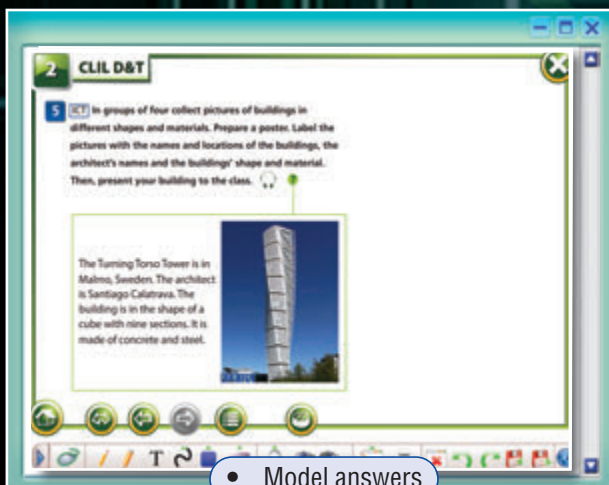 2 CLIL D&T
5 ICT In groups of four collect pictures of buildings in
different shapes and materials. Prepare a poster. Label the
pictures with the names and locations of the buildings, the
architect's names and the buildings' shape and material.
Then, present your building to the class.
The Turning Torso Tower is in
Malmo, Sweden. The architect
is Santiago Calatrava. The
building is in the shape of a
cube with nine sections. It is
made of concrete and steel.
T
• Model answers